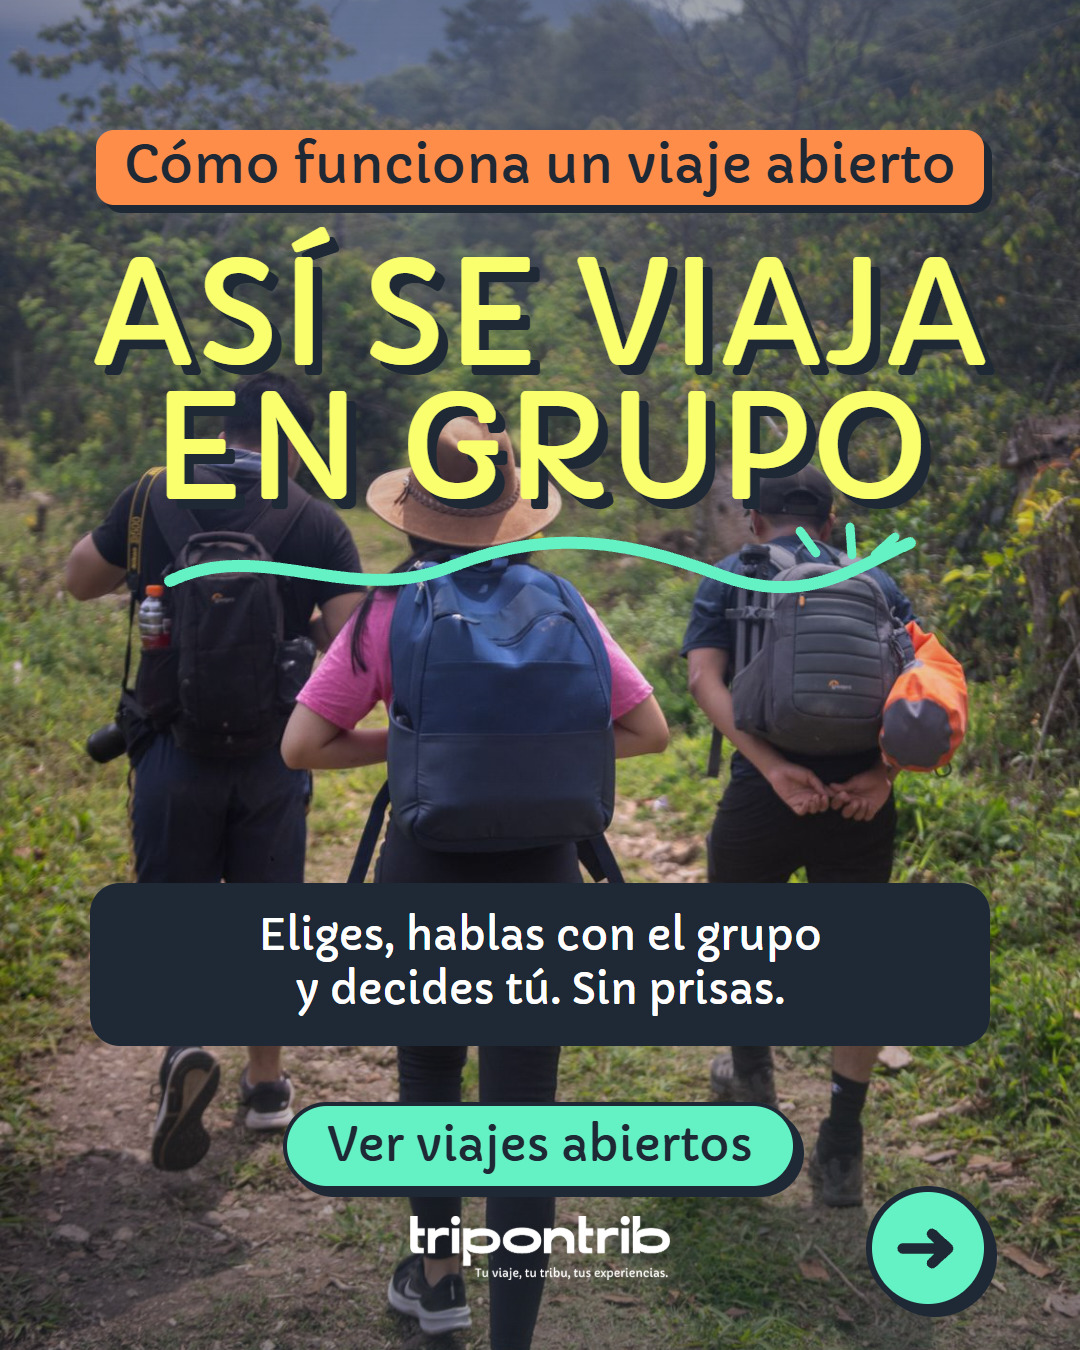 Cómo funciona un viaje abierto
ASÍ SE VIAJA
EN GRUPO
Eliges, hablas con el grupo
y decides tú. Sin prisas.
Ver viajes abiertos
tripontrib
Tu viaje, tu tribu, tus experiencias.